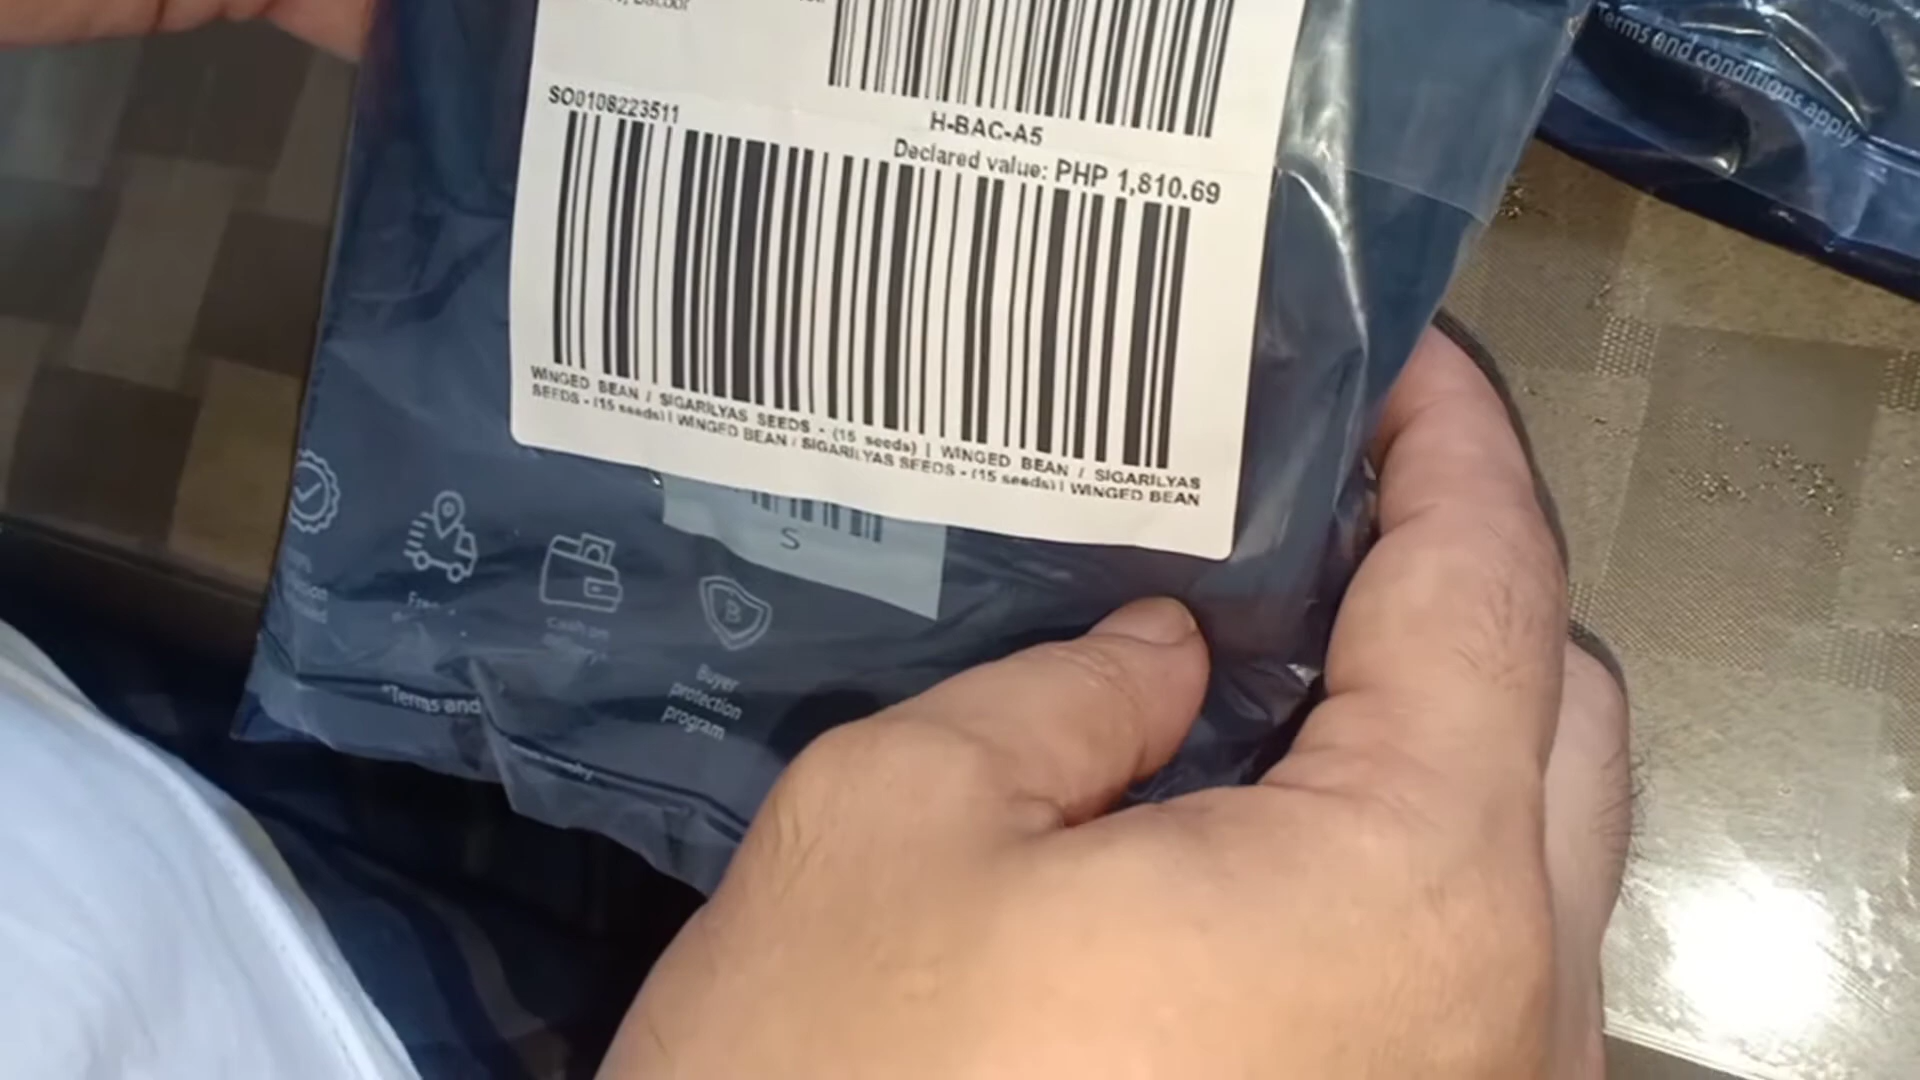 SO0108223511
H-BAC-A5
Declared value: PHP 1,810.69
WINGED BEAN / SIGARILYAS SEEDS - (15 seeds) | WINGED BEAN / SIGARILYAS
SEEDS - (15 seeds) | WINGED BEAN / SIGARILYAS SEEDS - (15 seeds) | WINGED BEAN
S
Cash on
Buyer
protection
program
*Terms and
Terms and conditions apply